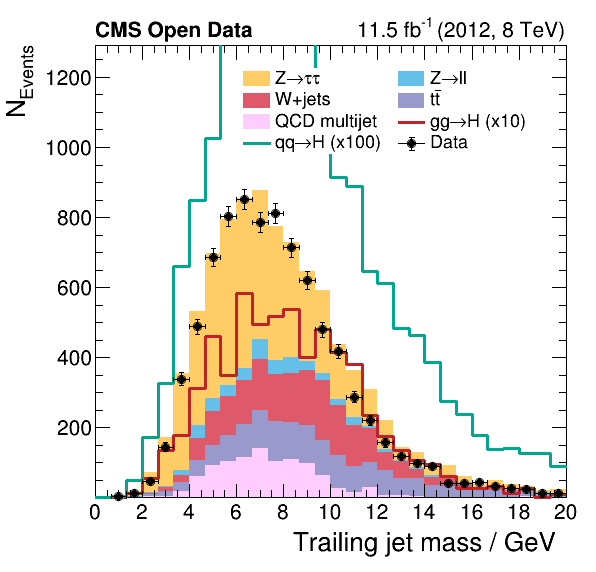 CMS Open Data
11.5 fb⁻¹ (2012, 8 TeV)
N_Events
1200
1000
800
600
400
200
Z→ττ
Z→ll
W+jets
tt̄
QCD multijet
gg→H (x10)
qq→H (x100)
Data
0 2 4 6 8 10 12 14 16 18 20
Trailing jet mass / GeV